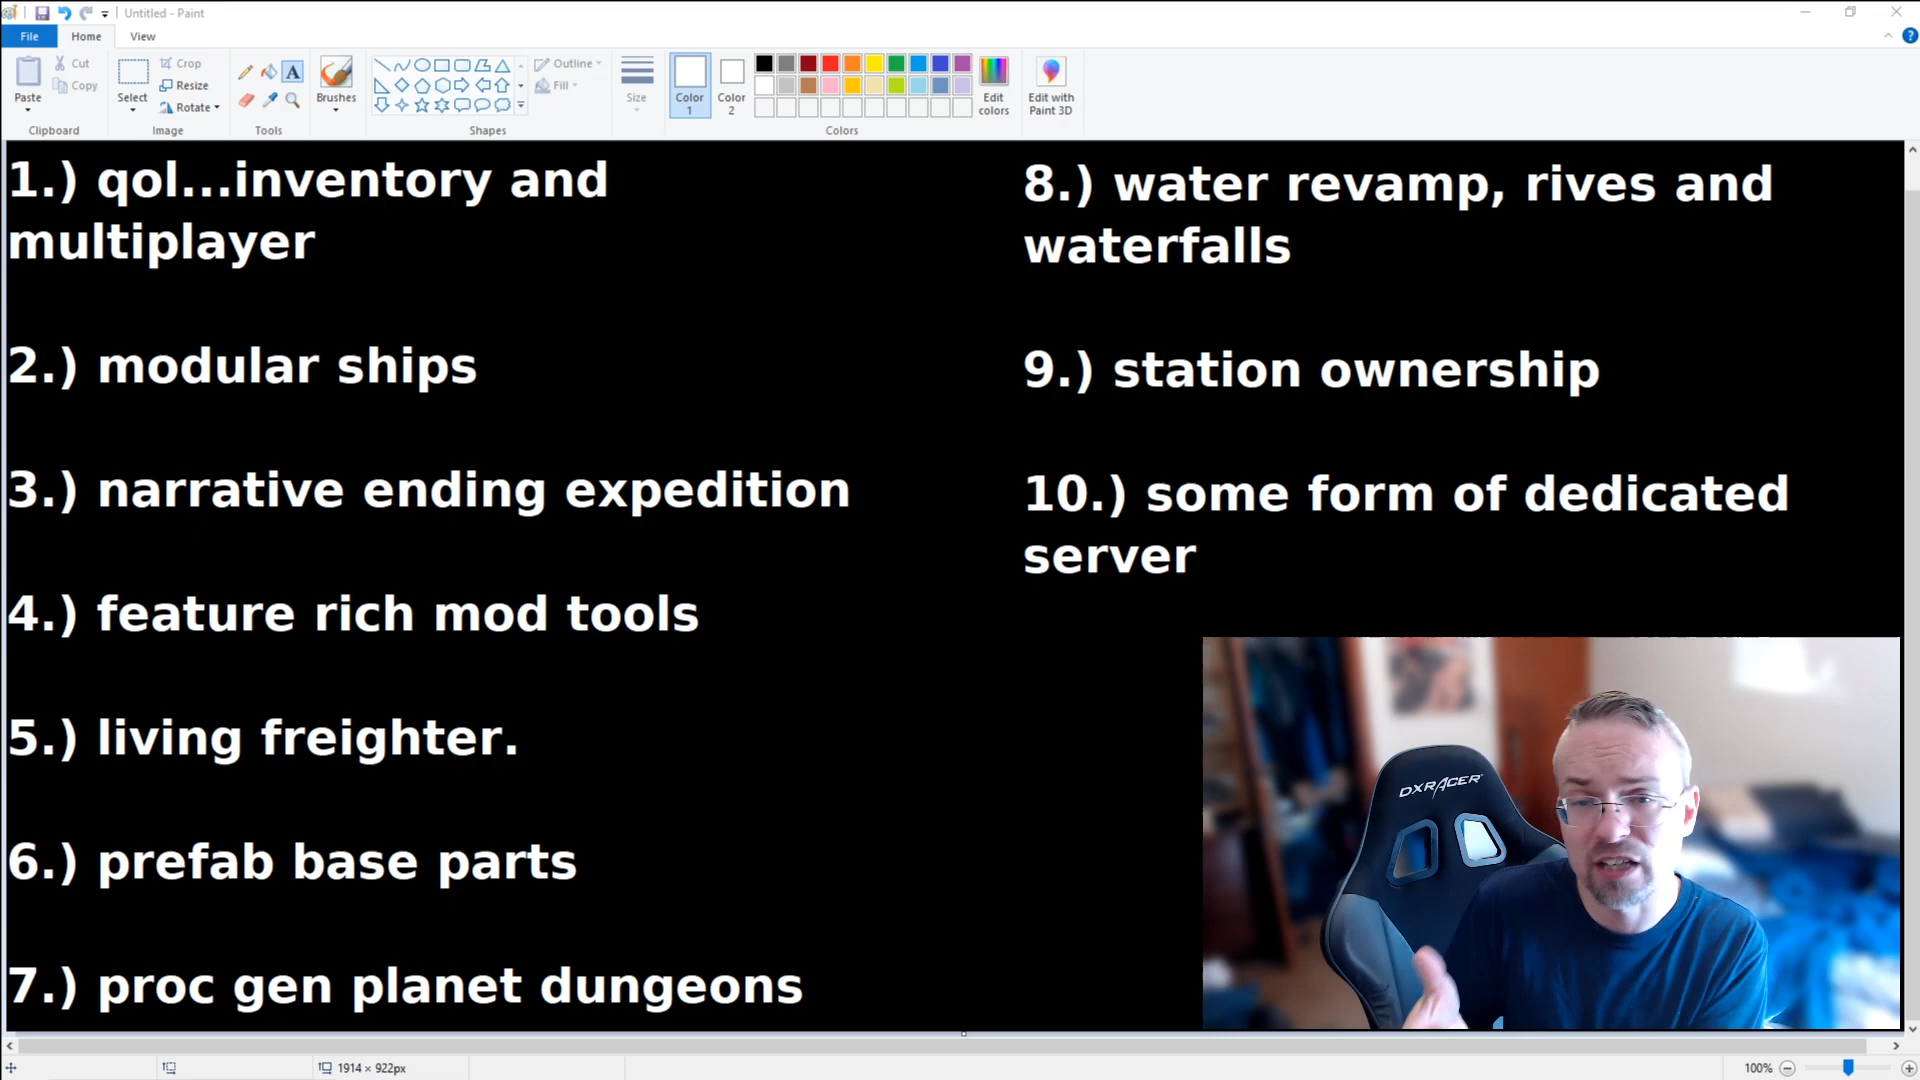 Untitled - Paint
File
Home
View
Paste
Cut
Copy
Clipboard
Select
Crop
Resize
Rotate
Image
A
Tools
Brushes
Outline
Fill
Shapes
Size
Color
1
Color
2
Edit
colors
Edit with
Paint 3D
Colors
?
1.) qol...inventory and
multiplayer
2.) modular ships
3.) narrative ending expedition
4.) feature rich mod tools
5.) living freighter.
6.) prefab base parts
7.) proc gen planet dungeons
8.) water revamp, rives and
waterfalls
9.) station ownership
10.) some form of dedicated
server
DXRACER
1914 × 922px
100%